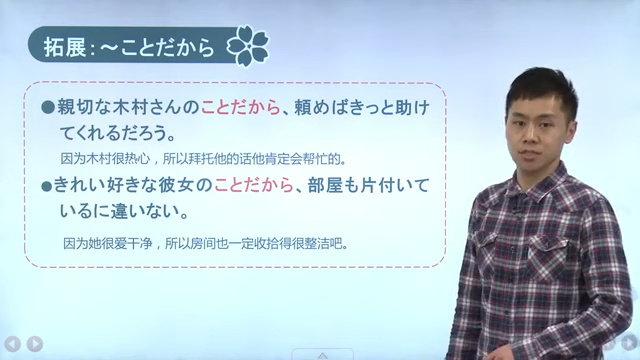 拓展：～ことだから
●親切な木村さんのことだから、頼めばきっと助け
てくれるだろう。
因为木村很热心，所以拜托他的话他肯定会帮忙的。
●きれい好きな彼女のことだから、部屋も片付いて
いるに違いない。
因为她很爱干净，所以房间也一定收拾得很整洁吧。